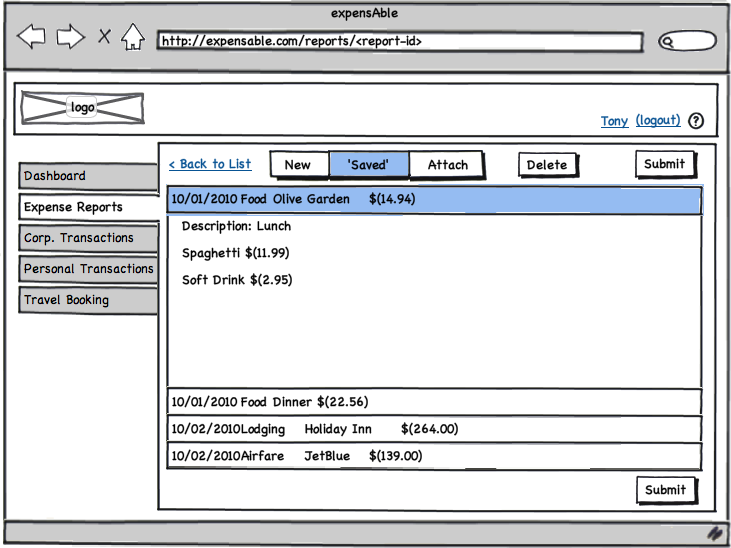 expensAble
http://expensable.com/reports/<report-id>
logo
Tony (logout) ?
< Back to List New 'Saved' Attach Delete Submit
Dashboard
Expense Reports
Corp. Transactions
Personal Transactions
Travel Booking
10/01/2010 Food Olive Garden $(14.94)
Description: Lunch
Spaghetti $(11.99)
Soft Drink $(2.95)
10/01/2010 Food Dinner $(22.56)
10/02/2010Lodging Holiday Inn $(264.00)
10/02/2010Airfare JetBlue $(139.00)
Submit